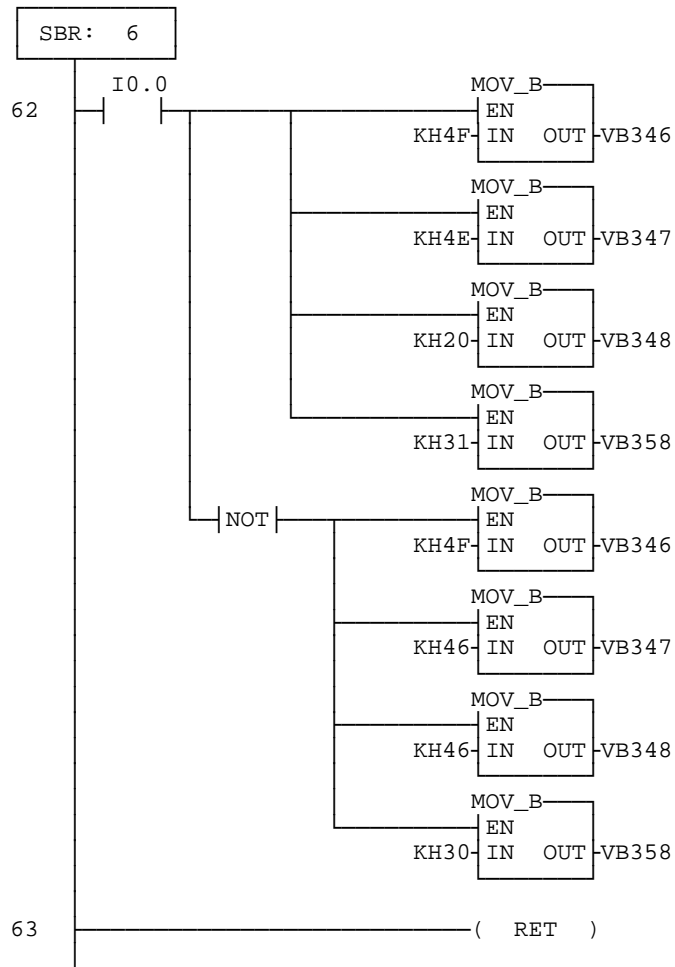 SBR: 6
I0.0
MOV_B
62
EN
KH4F IN OUT VB346
MOV_B
EN
KH4E IN OUT VB347
MOV_B
EN
KH20 IN OUT VB348
MOV_B
EN
KH31 IN OUT VB358
MOV_B
NOT
EN
KH4F IN OUT VB346
MOV_B
EN
KH46 IN OUT VB347
MOV_B
EN
KH46 IN OUT VB348
MOV_B
EN
KH30 IN OUT VB358
63
( RET )